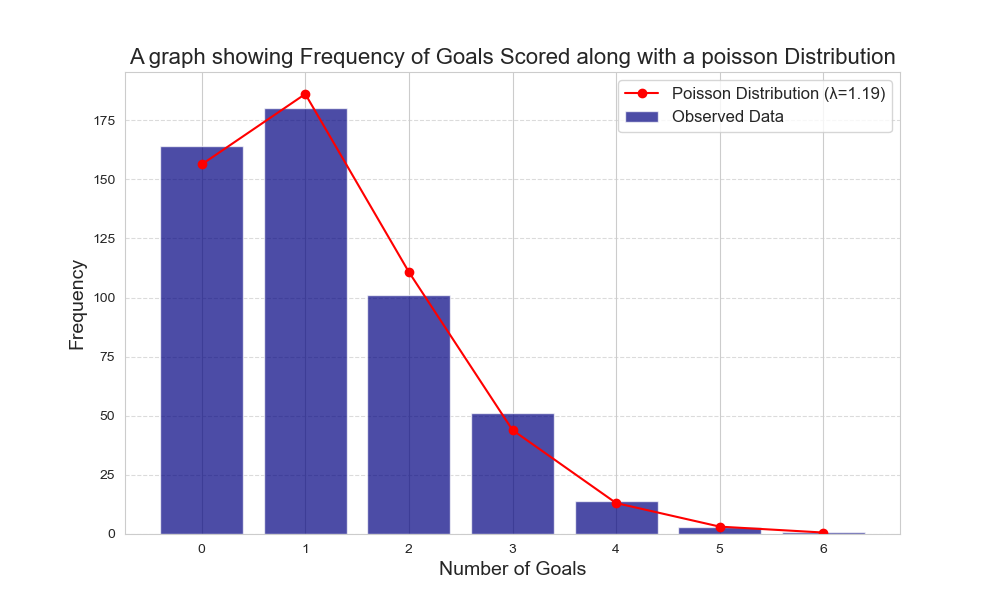 A graph showing Frequency of Goals Scored along with a poisson Distribution
Poisson Distribution (λ=1.19)
Observed Data
Frequency
175
150
125
100
75
50
25
0
0 1 2 3 4 5 6
Number of Goals